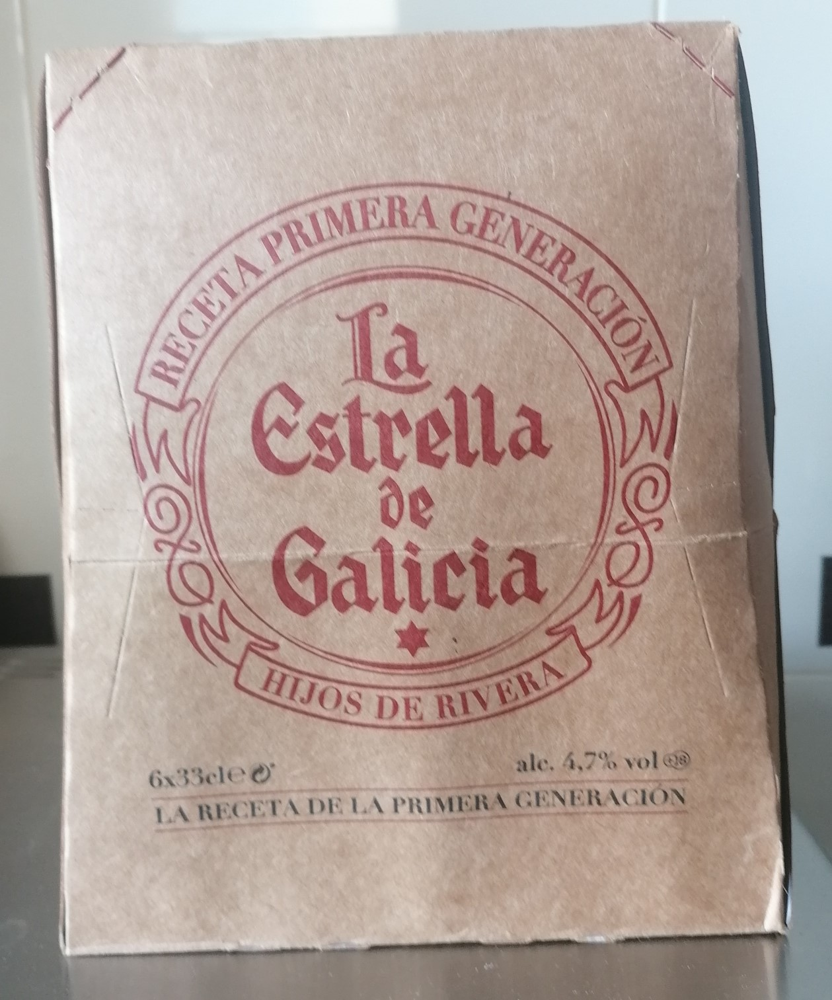 RECETA PRIMERA GENERACIÓN
La
Estrella
de
Galicia
HIJOS DE RIVERA
6x33cl℮
alc. 4,7% vol +18
LA RECETA DE LA PRIMERA GENERACIÓN